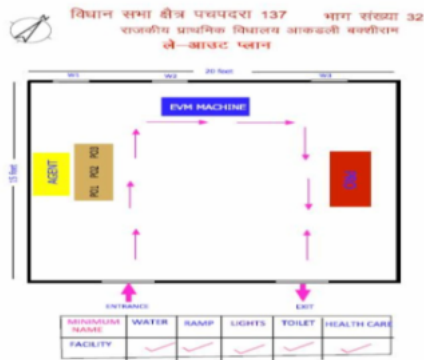 विधान सभा क्षैत्र पचपदरा 137 भाग संख्या 32
राजकीय प्राथमिक विधालय आकडली बक्शीराम
ले-आउट प्लान
20 feet
W1 W2 W3
EVM MACHINE
15 feet
AGENT
PO1 PO2 PO3
ENTRANCE EXIT
MINIMUM NAME WATER RAMP LIGHTS TOILET HEALTH CARE
FACILITY